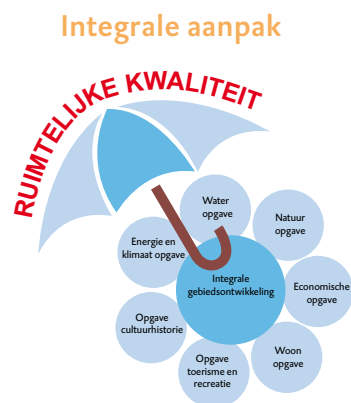 Integrale aanpak
RUIMTELIJKE KWALITEIT
Water
opgave
Natuur
opgave
Energie en
klimaat opgave
Integrale
gebiedsontwikkeling
Economische
opgave
Opgave
cultuurhistorie
Woon
opgave
Opgave
toerisme en
recreatie